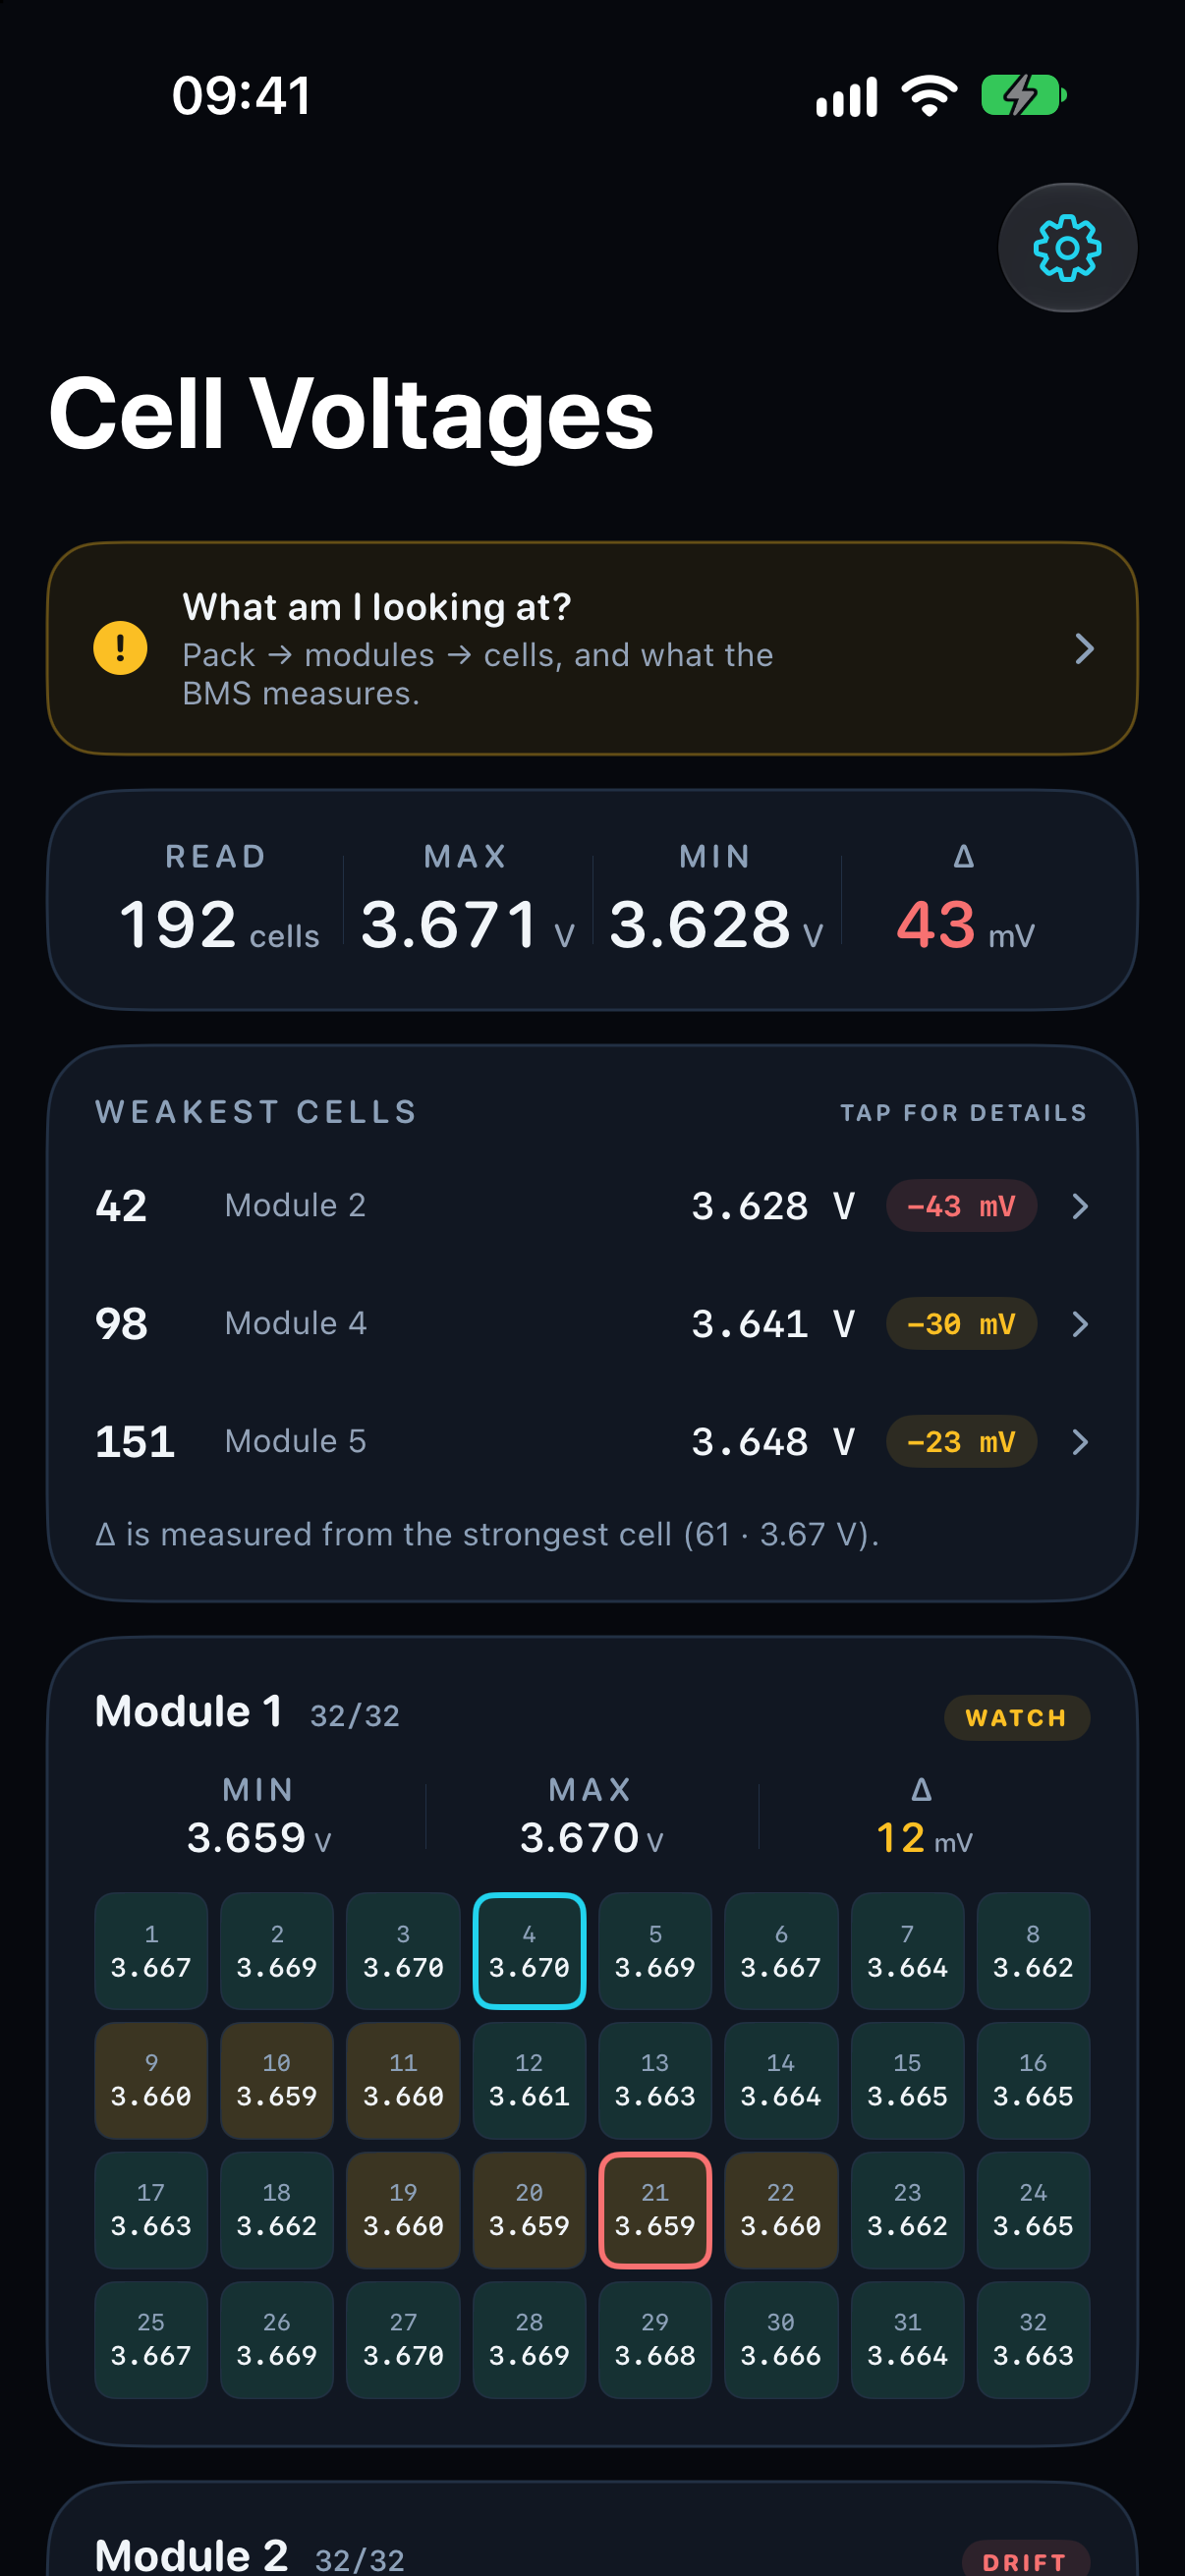 09:41
Cell Voltages
!
What am I looking at?
Pack → modules → cells, and what the
BMS measures.
READ MAX MIN Δ
192 cells 3.671 V 3.628 V 43 mV
WEAKEST CELLS TAP FOR DETAILS
42 Module 2 3.628 V −43 mV
98 Module 4 3.641 V −30 mV
151 Module 5 3.648 V −23 mV
Δ is measured from the strongest cell (61 · 3.67 V).
Module 1 32/32 WATCH
MIN MAX Δ
3.659 V 3.670 V 12 mV
1 2 3 4 5 6 7 8
3.667 3.669 3.670 3.670 3.669 3.667 3.664 3.662
9 10 11 12 13 14 15 16
3.660 3.659 3.660 3.661 3.663 3.664 3.665 3.665
17 18 19 20 21 22 23 24
3.663 3.662 3.660 3.659 3.659 3.660 3.662 3.665
25 26 27 28 29 30 31 32
3.667 3.669 3.670 3.669 3.668 3.666 3.664 3.663
Module 2 32/32 DRIFT